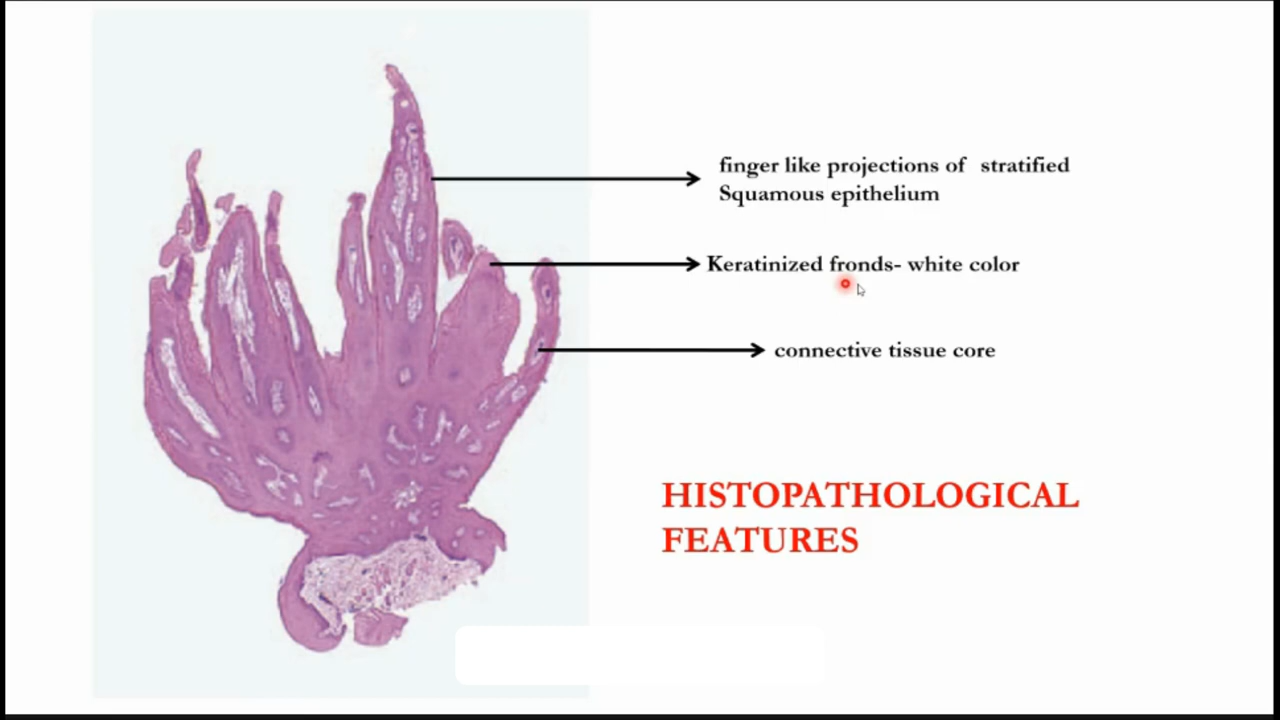 finger like projections of stratified
Squamous epithelium
Keratinized fronds- white color
connective tissue core
HISTOPATHOLOGICAL
FEATURES